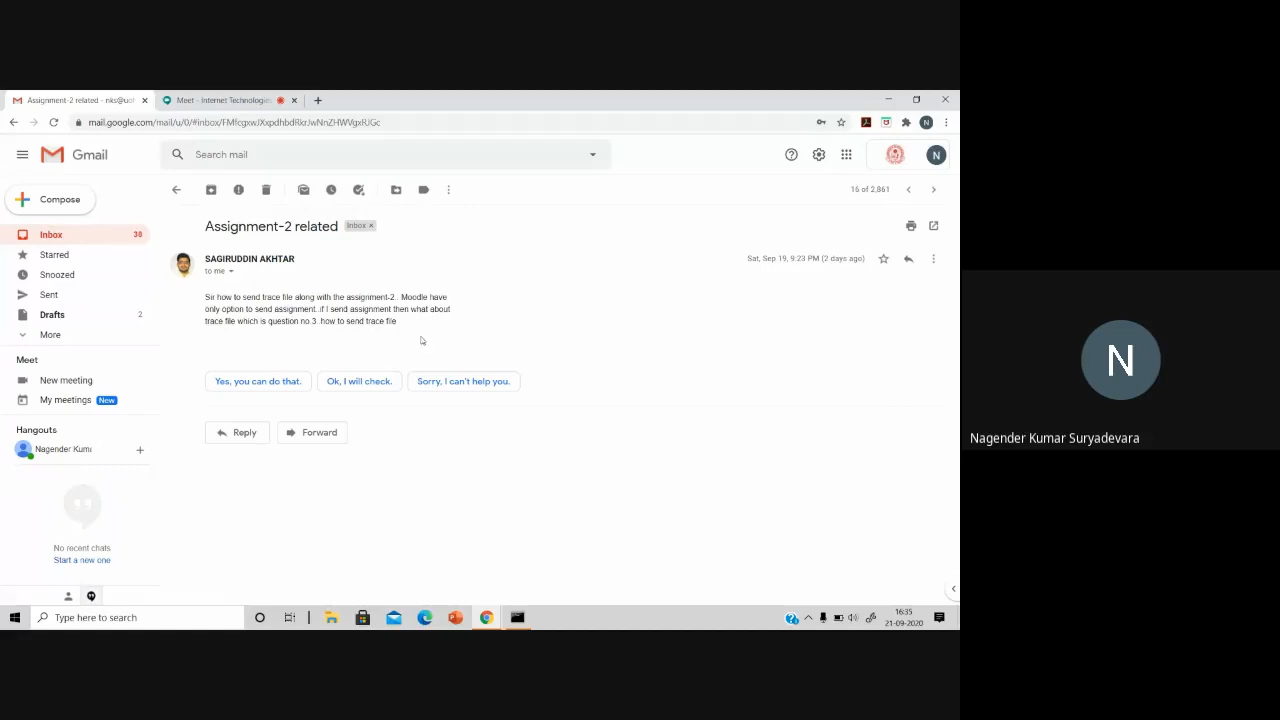 Assignment-2 related - nks@uol
Meet - Internet Technologies
mail.google.com/mail/u/0/#inbox/
Gmail
Search mail
N
Compose
16 of 2,861
Inbox 38
Starred
Snoozed
Sent
Drafts 2
More
Meet
New meeting
My meetings New
Hangouts
Nagender Kum
No recent chats
Start a new one
Assignment-2 related Inbox x
SAGIRUDDIN AKHTAR
Sat, Sep 19, 9:23 PM (2 days ago)
to me
Sir how to send trace file along with the assignment-2.. Moodle have
only option to send assignment..if I send assignment then what about
trace file which is question no.3. how to send trace file
Yes, you can do that. Ok, I will check. Sorry, I can't help you.
Reply Forward
Type here to search
16:35
21-09-2020
N
Nagender Kumar Suryadevara